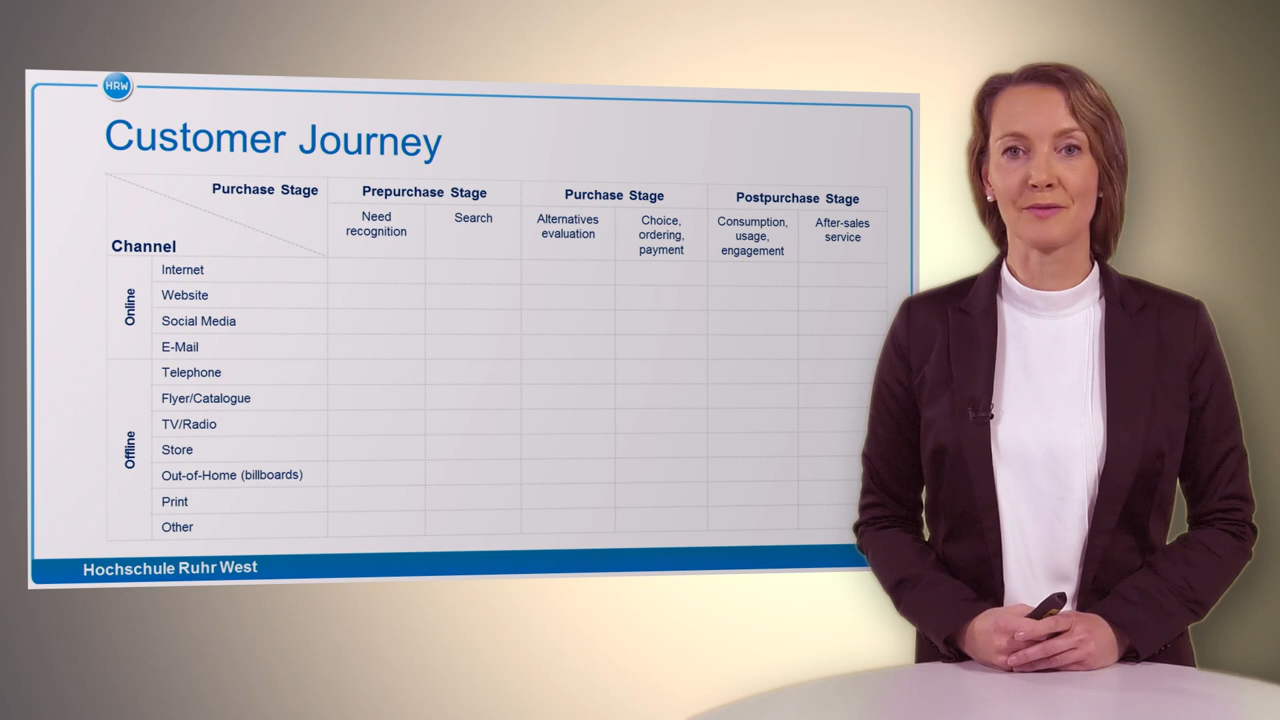 HRW
Customer Journey
Purchase Stage
Prepurchase Stage
Purchase Stage
Postpurchase Stage
Channel
Need
recognition
Search
Alternatives
evaluation
Choice,
ordering,
payment
Consumption,
usage,
engagement
After-sales
service
Online
Internet
Website
Social Media
E-Mail
Offline
Telephone
Flyer/Catalogue
TV/Radio
Store
Out-of-Home (billboards)
Print
Other
Hochschule Ruhr West